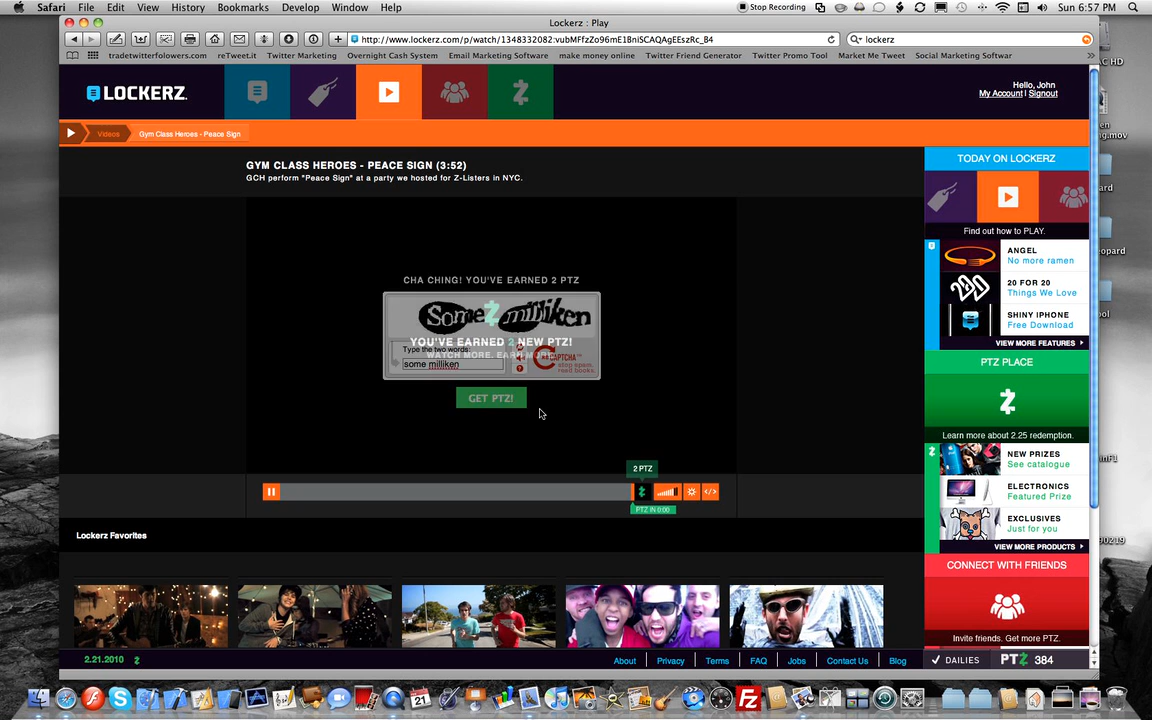 Safari File Edit View History Bookmarks Develop Window Help
Stop Recording
Sun 6:57 PM
Lockerz : Play
http://www.lockerz.com/p/watch/1348332082:vubMFfzZo96mE1BniSCAQAgEEszRc_B4
lockerz
tradetwitterfollowers.com reTweet.it Twitter Marketing Overnight Cash System Email Marketing Software make money online Twitter Friend Generator Twitter Promo Tool Market Me Tweet Social Marketing Softwar
LOCKERZ.
Hello, John
My Account | Signout
Videos
Gym Class Heroes - Peace Sign
GYM CLASS HEROES - PEACE SIGN (3:52)
GCH perform "Peace Sign" at a party we hosted for Z-Listers in NYC.
CHA CHING! YOU'VE EARNED 2 PTZ
Some milliken
YOU'VE EARNED 2 NEW PTZ!
Type the two words:
WATCH MORE. EARN
some milliken
stop spam.
read books.
GET PTZ!
2 PTZ
PTZ IN 0:00
Lockerz Favorites
TODAY ON LOCKERZ
Find out how to PLAY.
ANGEL
No more ramen
20 FOR 20
Things We Love
SHINY IPHONE
Free Download
VIEW MORE FEATURES
PTZ PLACE
Learn more about 2.25 redemption.
NEW PRIZES
See catalogue
ELECTRONICS
Featured Prize
EXCLUSIVES
Just for you
VIEW MORE PRODUCTS
CONNECT WITH FRIENDS
Invite friends. Get more PTZ.
2.21.2010
About Privacy Terms FAQ Jobs Contact Us Blog
DAILIES
PTZ 384